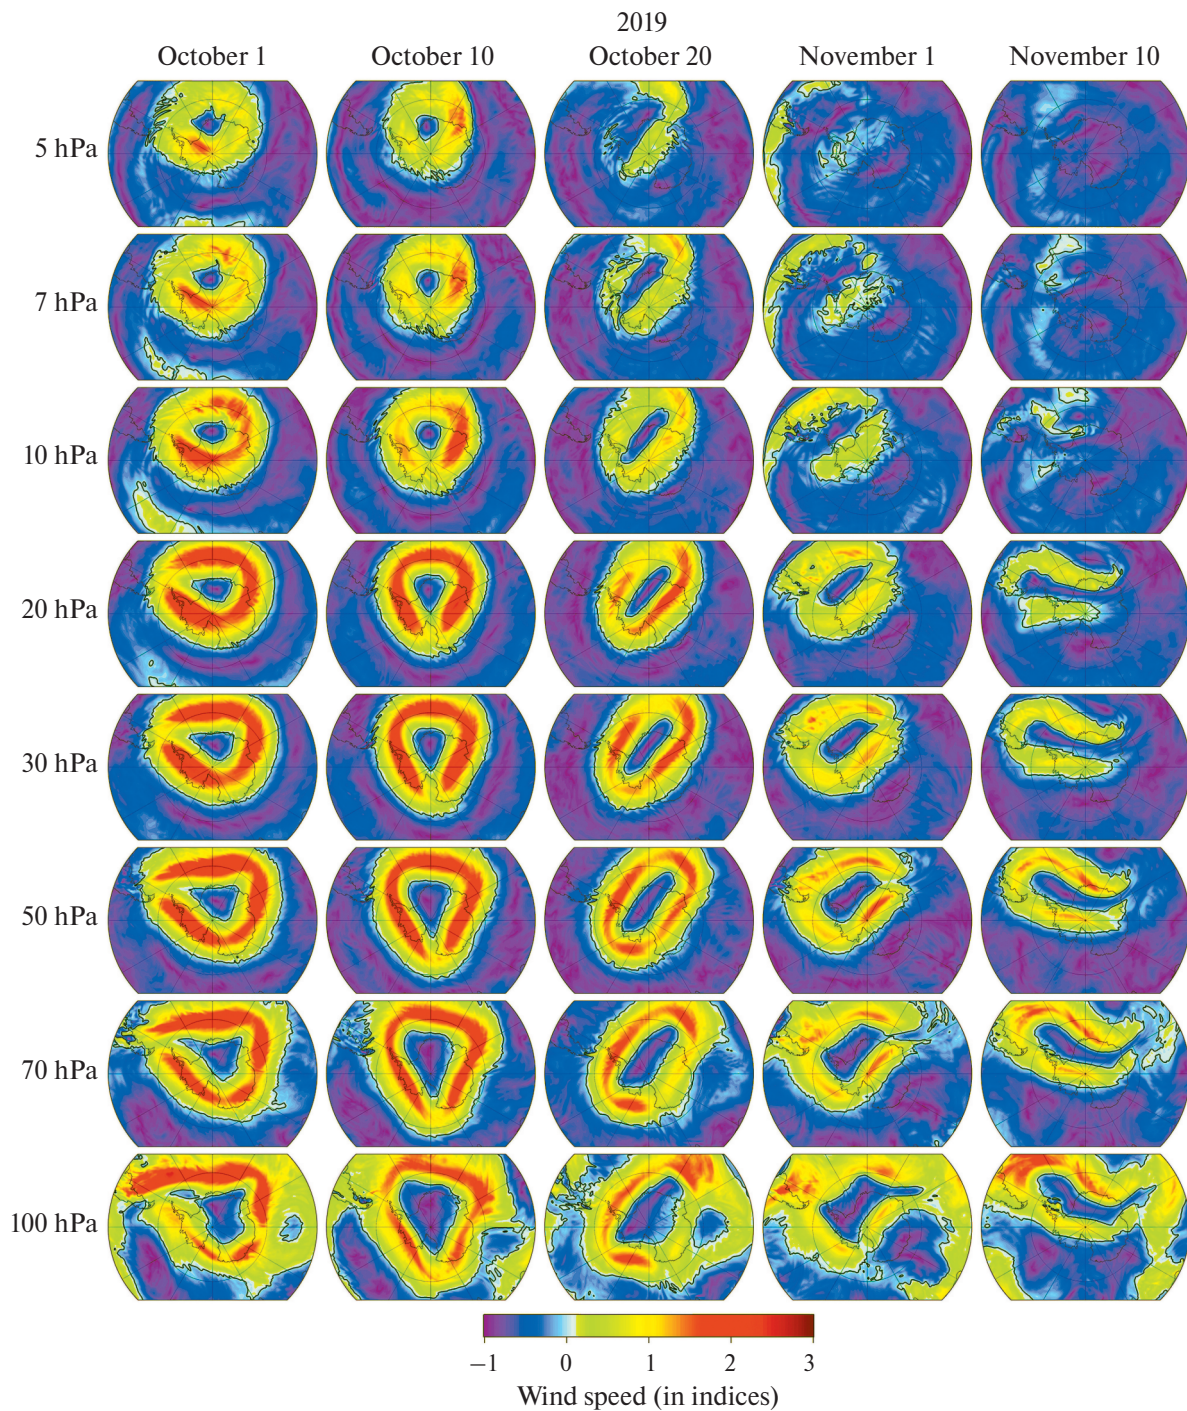 2019
October 1 October 10 October 20 November 1 November 10
5 hPa
7 hPa
10 hPa
20 hPa
30 hPa
50 hPa
70 hPa
100 hPa
−1 0 1 2 3
Wind speed (in indices)